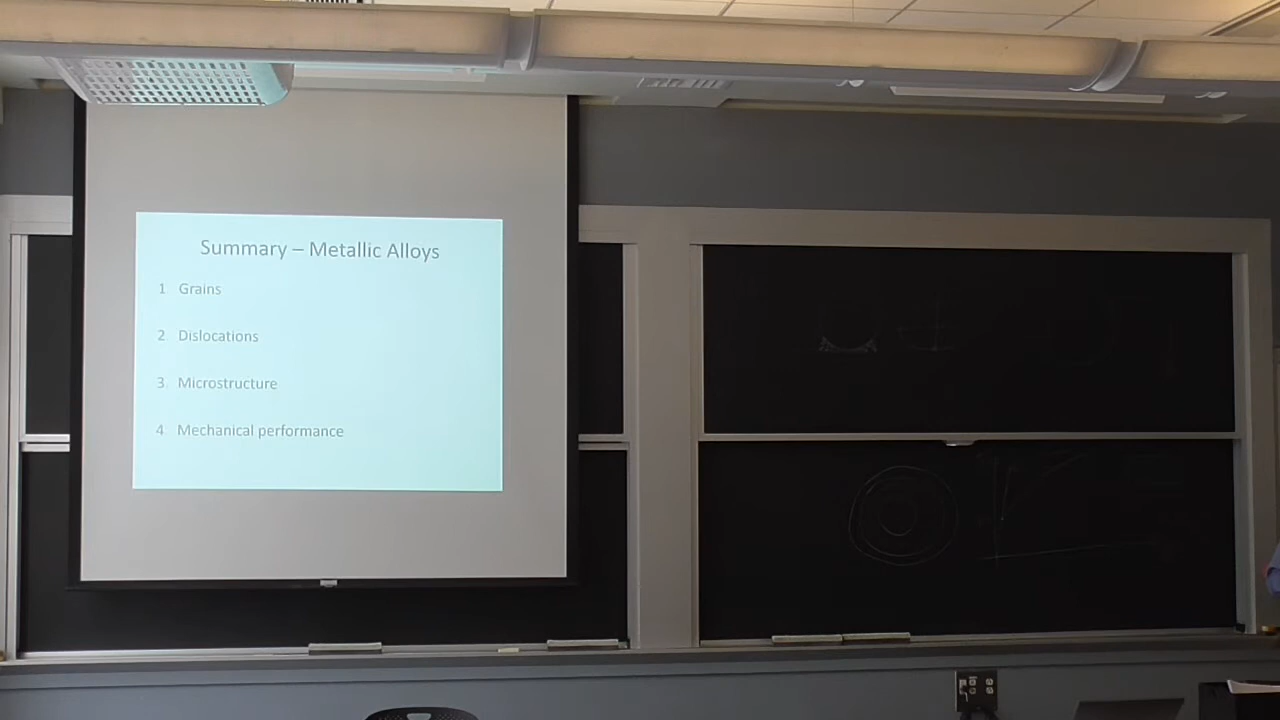 Summary – Metallic Alloys
1 Grains
2 Dislocations
3 Microstructure
4 Mechanical performance